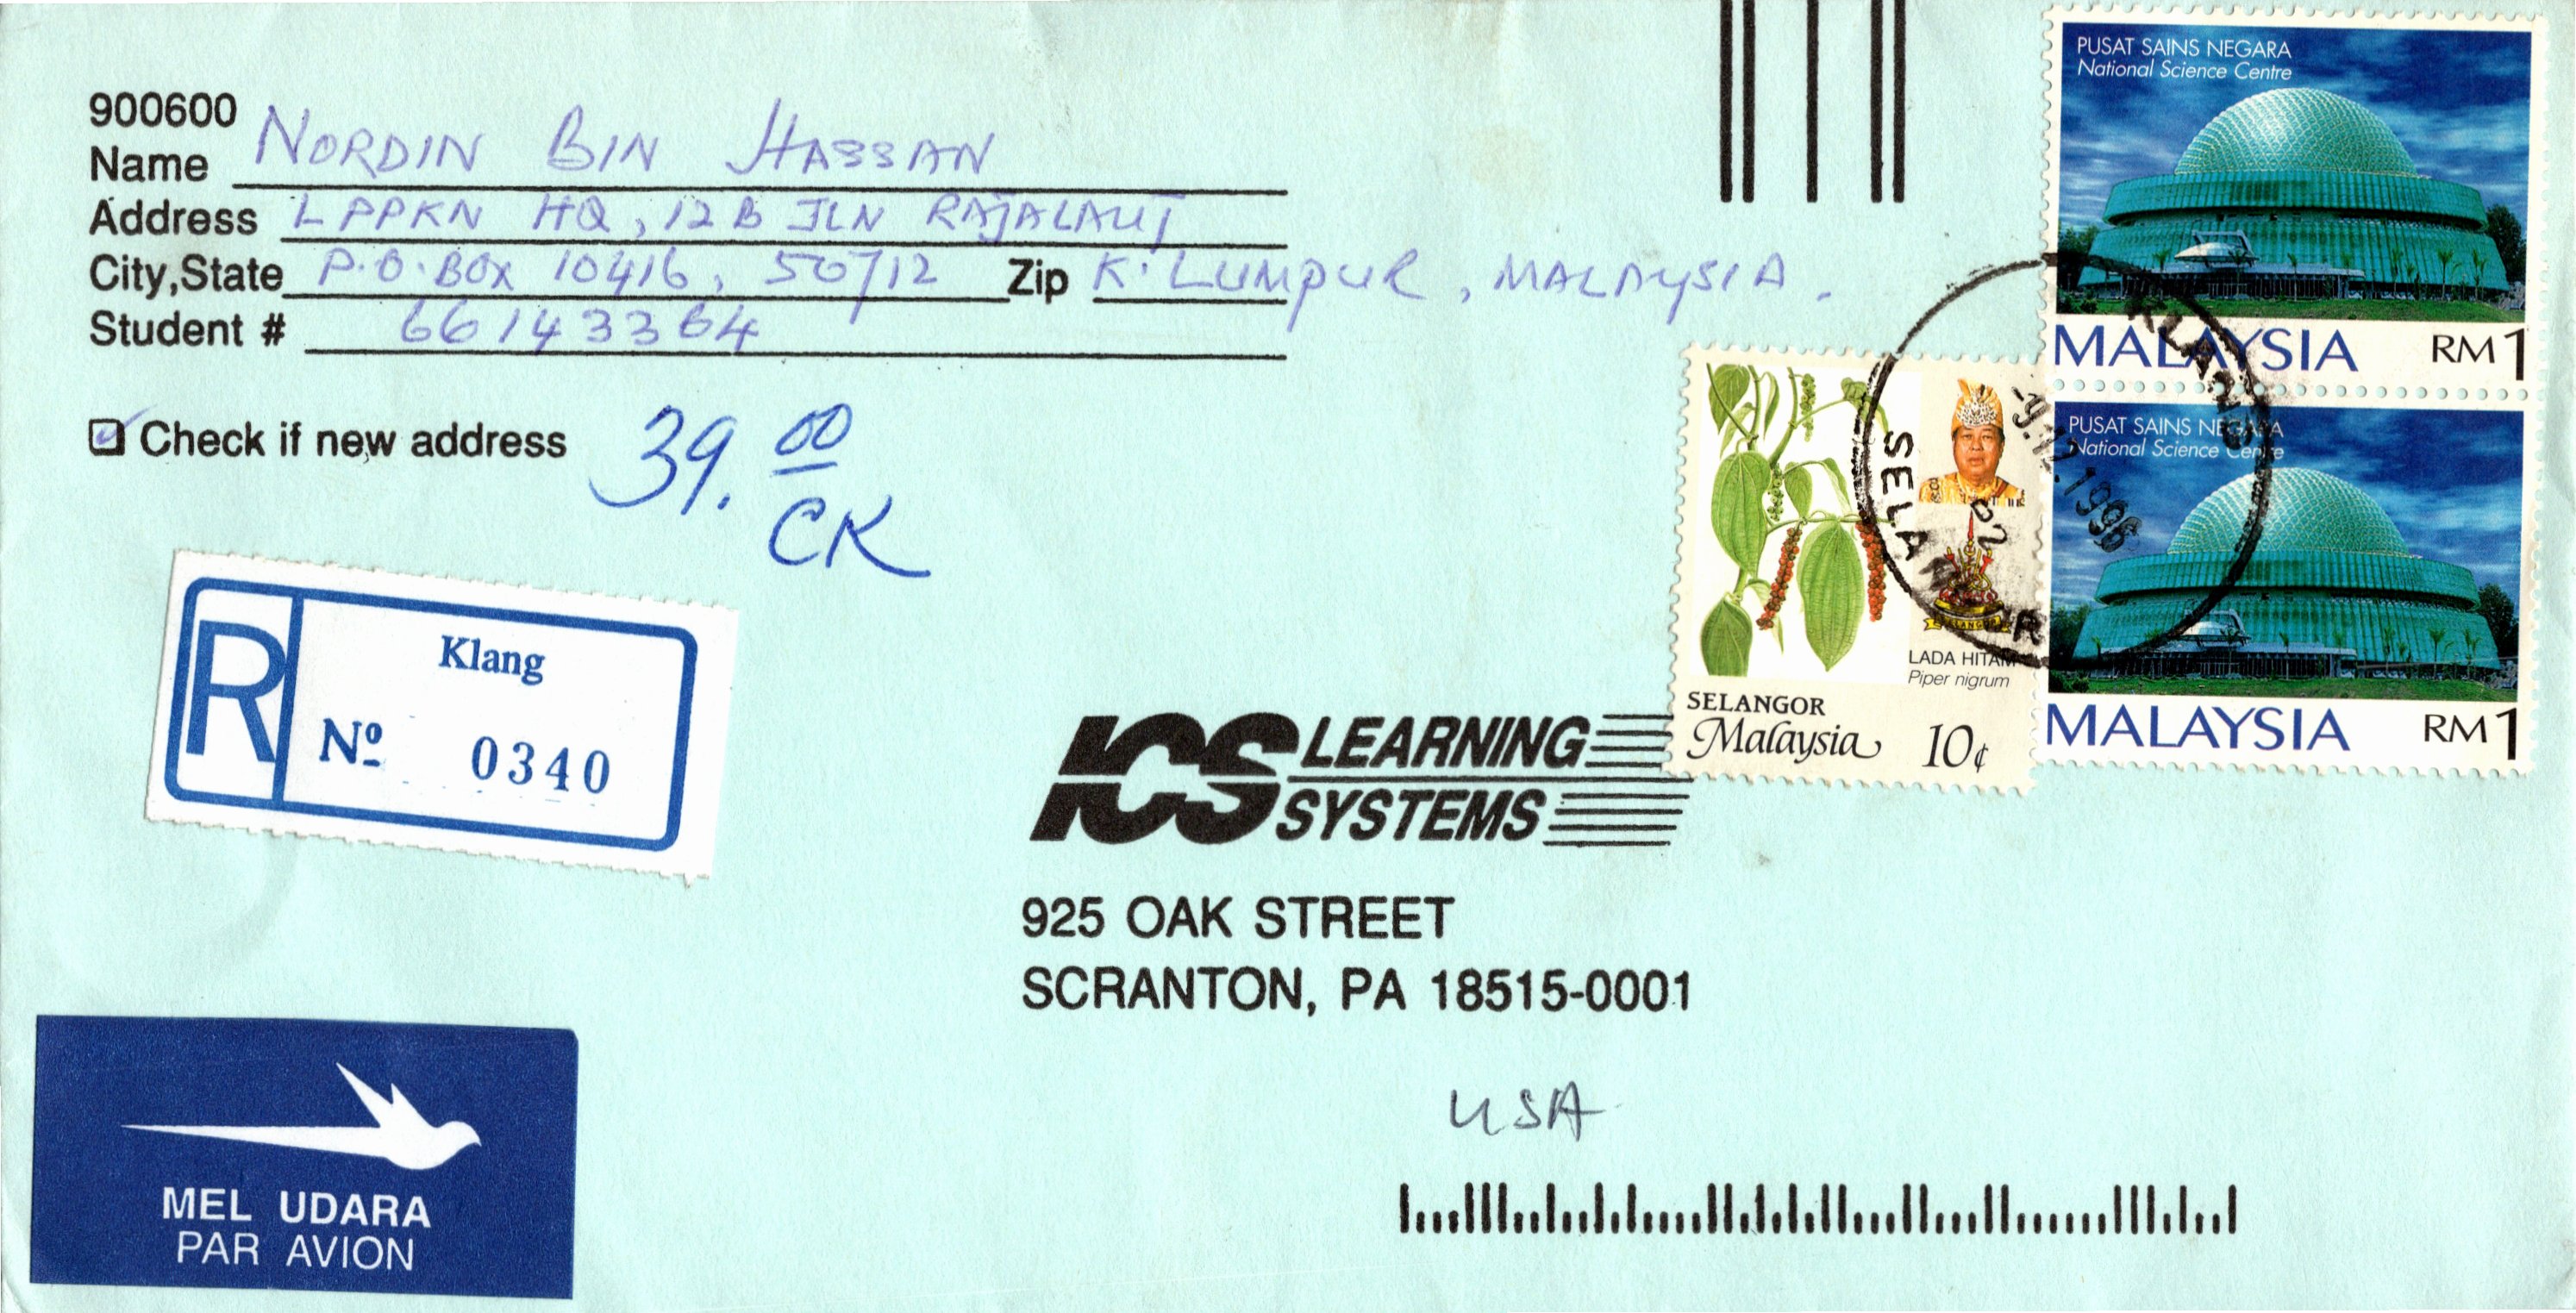 900600
Name NORDIN BIN HASSAN
Address LPPKN HQ, 12B JLN RAJALAUT
City,State P.O. BOX 10416, 50712 Zip K. LUMPUR, MALAYSIA.
Student # 66143364
Check if new address
39.00
CK
R
Klang
No 0340
PUSAT SAINS NEGARA
National Science Centre
MALAYSIA RM1
PUSAT SAINS NEGARA
National Science Centre
MALAYSIA RM1
KLANG
SELANGOR
LADA HITAM
Piper nigrum
SELANGOR
Malaysia 10¢
ICS LEARNING
SYSTEMS
925 OAK STREET
SCRANTON, PA 18515-0001
USA
MEL UDARA
PAR AVION